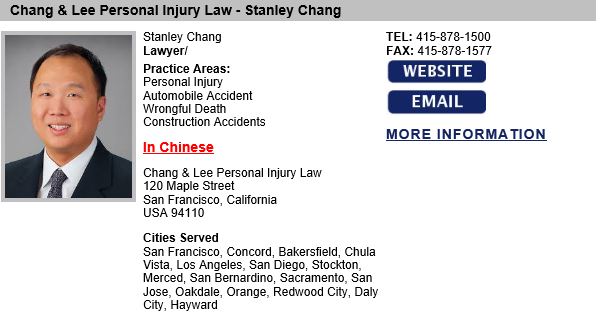 Chang & Lee Personal Injury Law - Stanley Chang
Stanley Chang
Lawyer/
Practice Areas:
Personal Injury
Automobile Accident
Wrongful Death
Construction Accidents
In Chinese
Chang & Lee Personal Injury Law
120 Maple Street
San Francisco, California
USA 94110
Cities Served
San Francisco, Concord, Bakersfield, Chula
Vista, Los Angeles, San Diego, Stockton,
Merced, San Bernardino, Sacramento, San
Jose, Oakdale, Orange, Redwood City, Daly
City, Hayward
TEL: 415-878-1500
FAX: 415-878-1577
WEBSITE
EMAIL
MORE INFORMATION